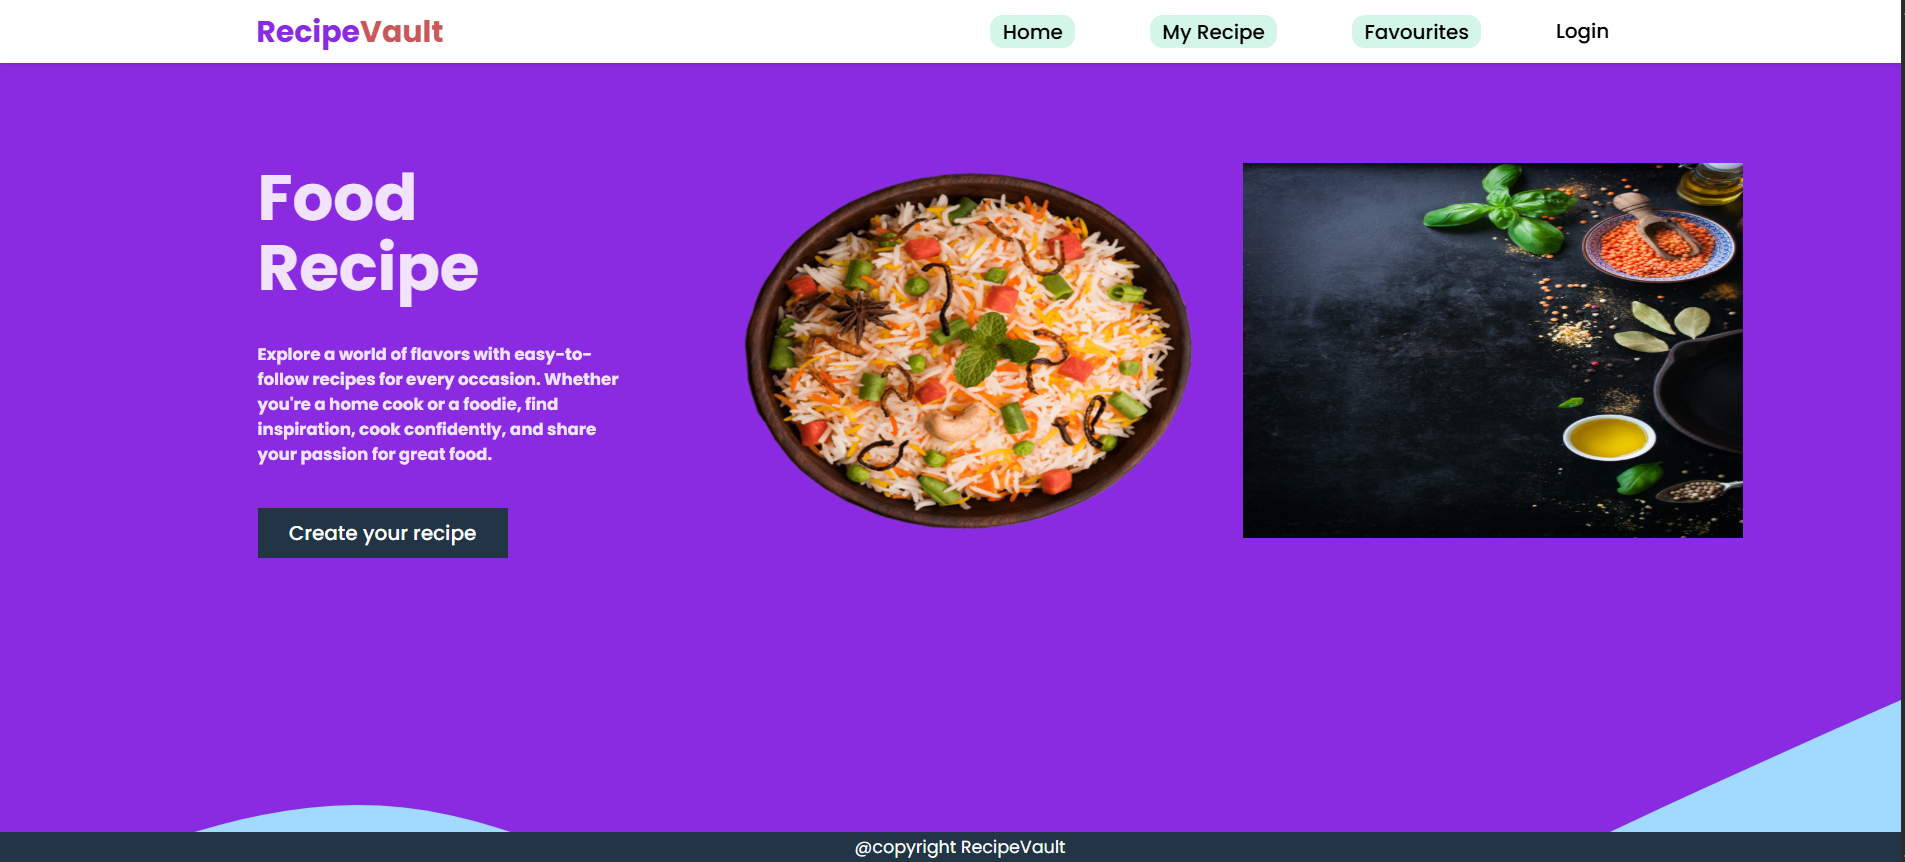 RecipeVault
Home
My Recipe
Favourites
Login
Food
Recipe
Explore a world of flavors with easy-to-
follow recipes for every occasion. Whether
you're a home cook or a foodie, find
inspiration, cook confidently, and share
your passion for great food.
Create your recipe
@copyright RecipeVault